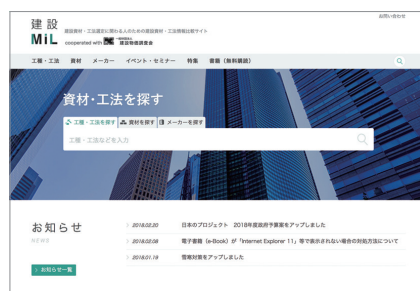 お問い合わせ
建設
MiL
建設資材・工法選定に関わる人のための建設資材・工法情報比較サイト
cooperated with 一般財団法人 建設物価調査会
工種・工法 資材 メーカー イベント・セミナー 特集 書籍（無料購読）
資材・工法を探す
工種・工法を探す 資材を探す メーカーを探す
工種・工法などを入力
お知らせ
NEWS
> お知らせ一覧
> 2018.02.20 日本のプロジェクト 2018年度政府予算案をアップしました
> 2018.02.08 電子書籍（e-Book）が「Internet Explorer 11」等で表示されない場合の対処方法について
> 2018.01.19 雪寒対策をアップしました